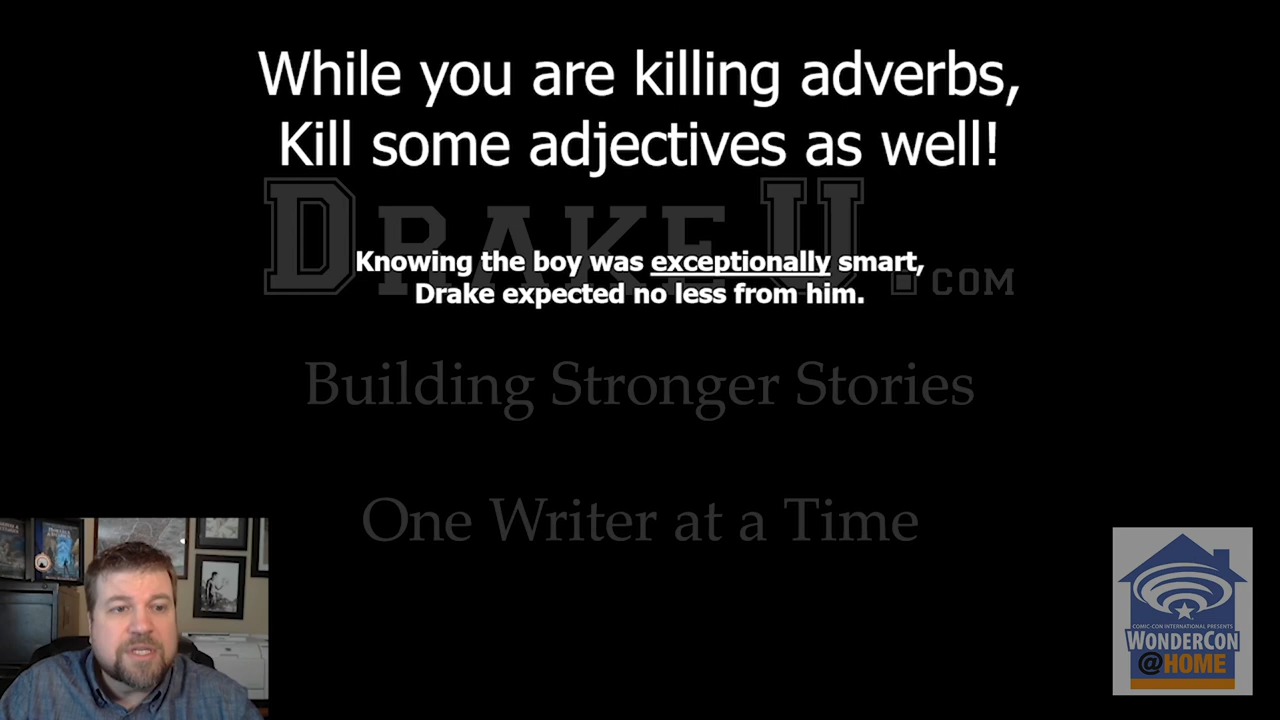 While you are killing adverbs,
Kill some adjectives as well!
DRAKE U.COM
Knowing the boy was exceptionally smart,
Drake expected no less from him.
Building Stronger Stories
One Writer at a Time
COMIC-CON INTERNATIONAL PRESENTS
WONDERCON
@HOME